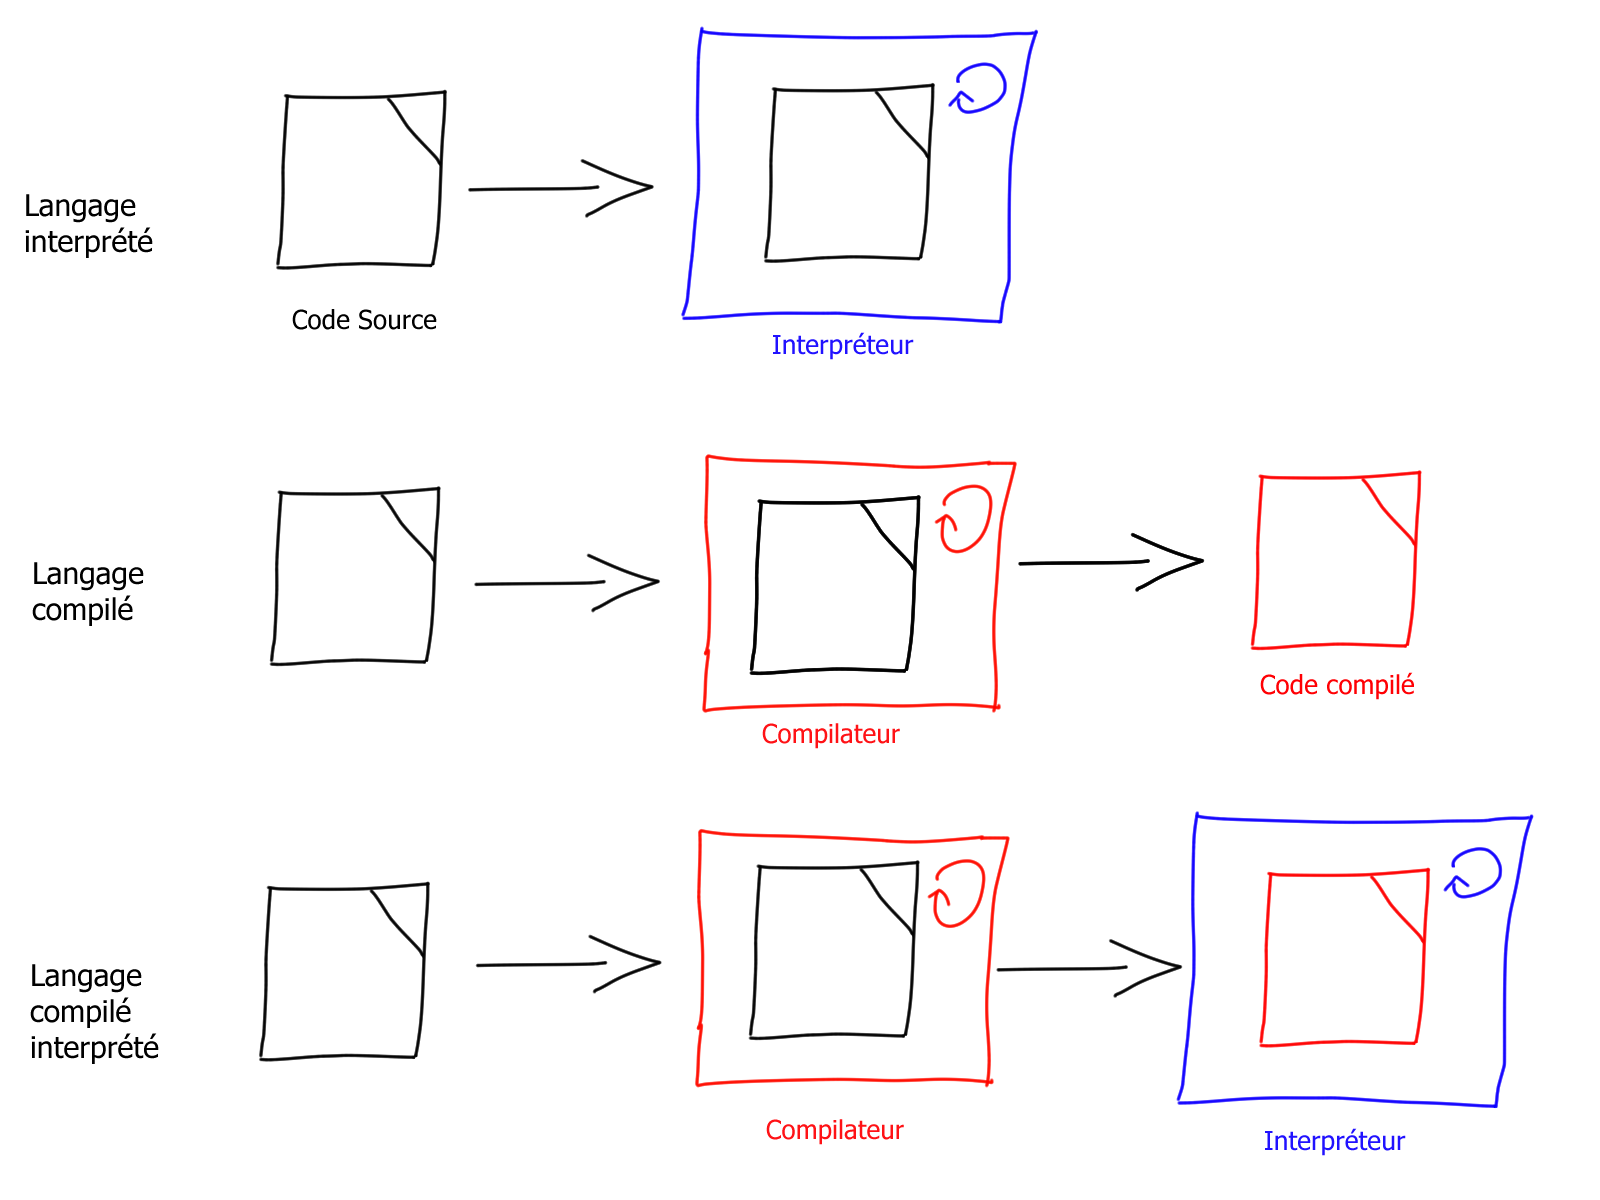 Langage
interprété
Code Source
Interpréteur
Langage
compilé
Compilateur
Code compilé
Langage
compilé
interprété
Compilateur
Interpréteur